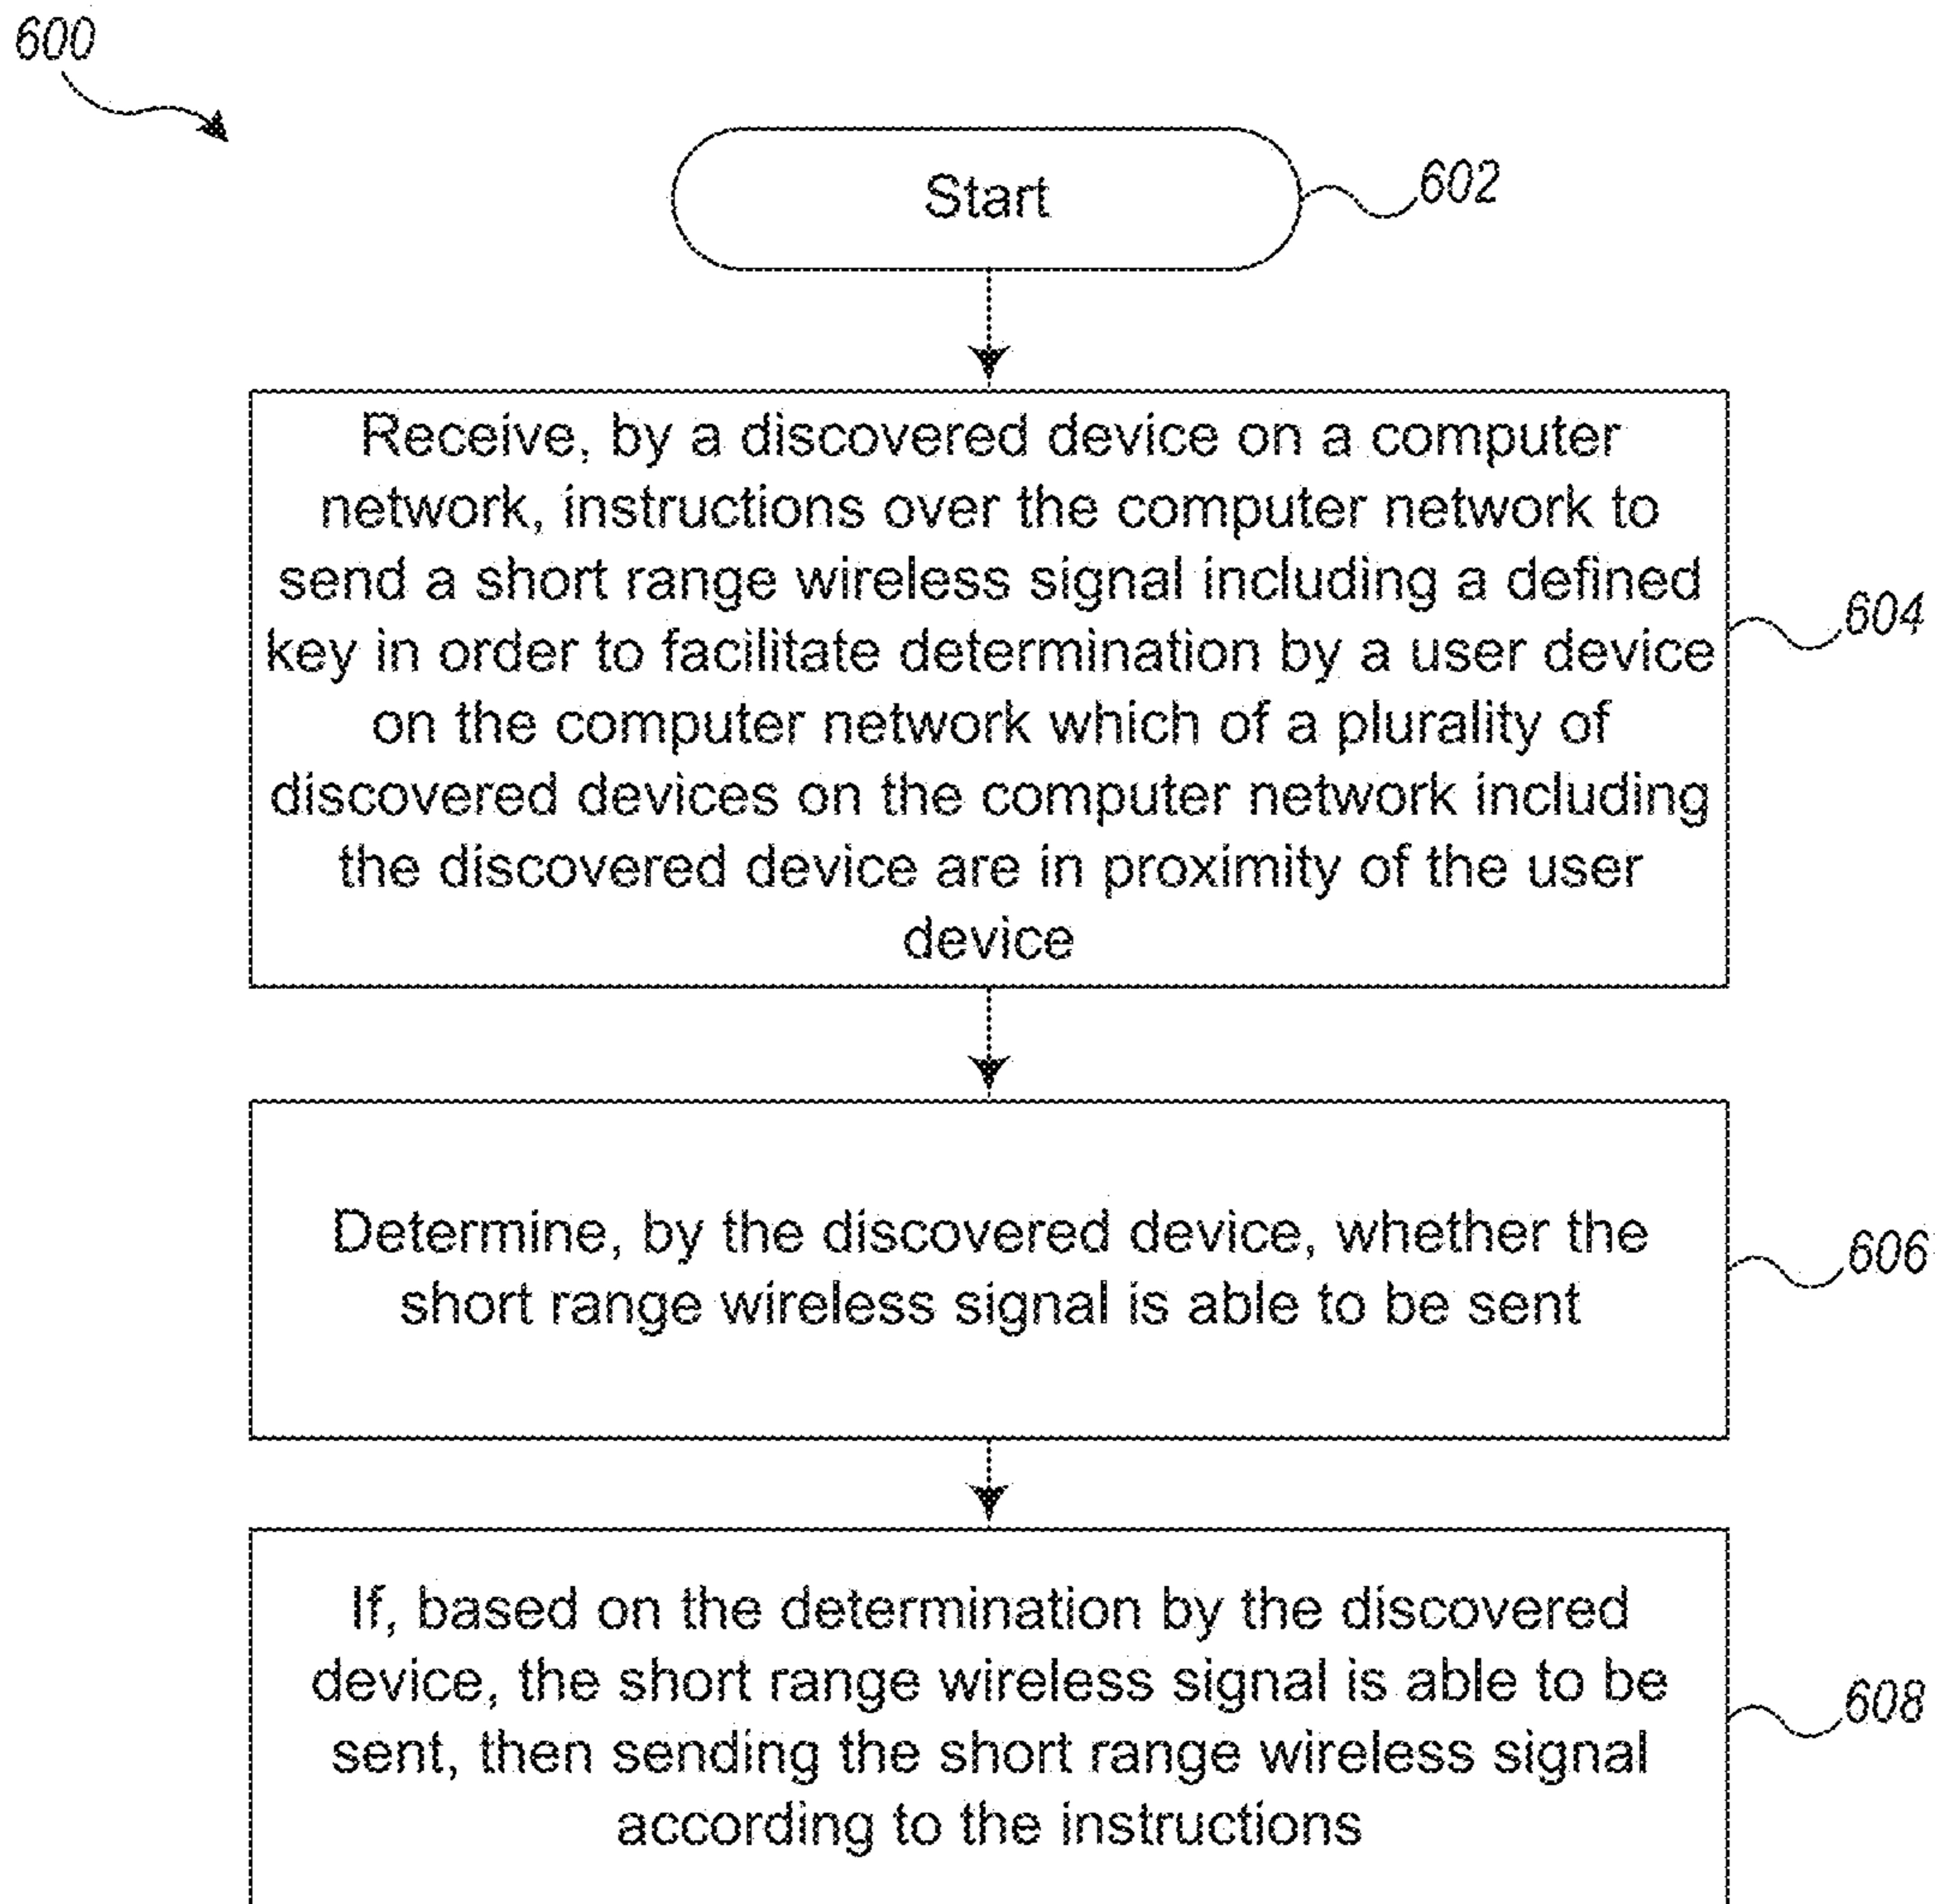 600
Start
602
Receive, by a discovered device on a computer
network, instructions over the computer network to
send a short range wireless signal including a defined
key in order to facilitate determination by a user device
on the computer network which of a plurality of
discovered devices on the computer network including
the discovered device are in proximity of the user
device
604
Determine, by the discovered device, whether the
short range wireless signal is able to be sent
606
If, based on the determination by the discovered
device, the short range wireless signal is able to be
sent, then sending the short range wireless signal
according to the instructions
608